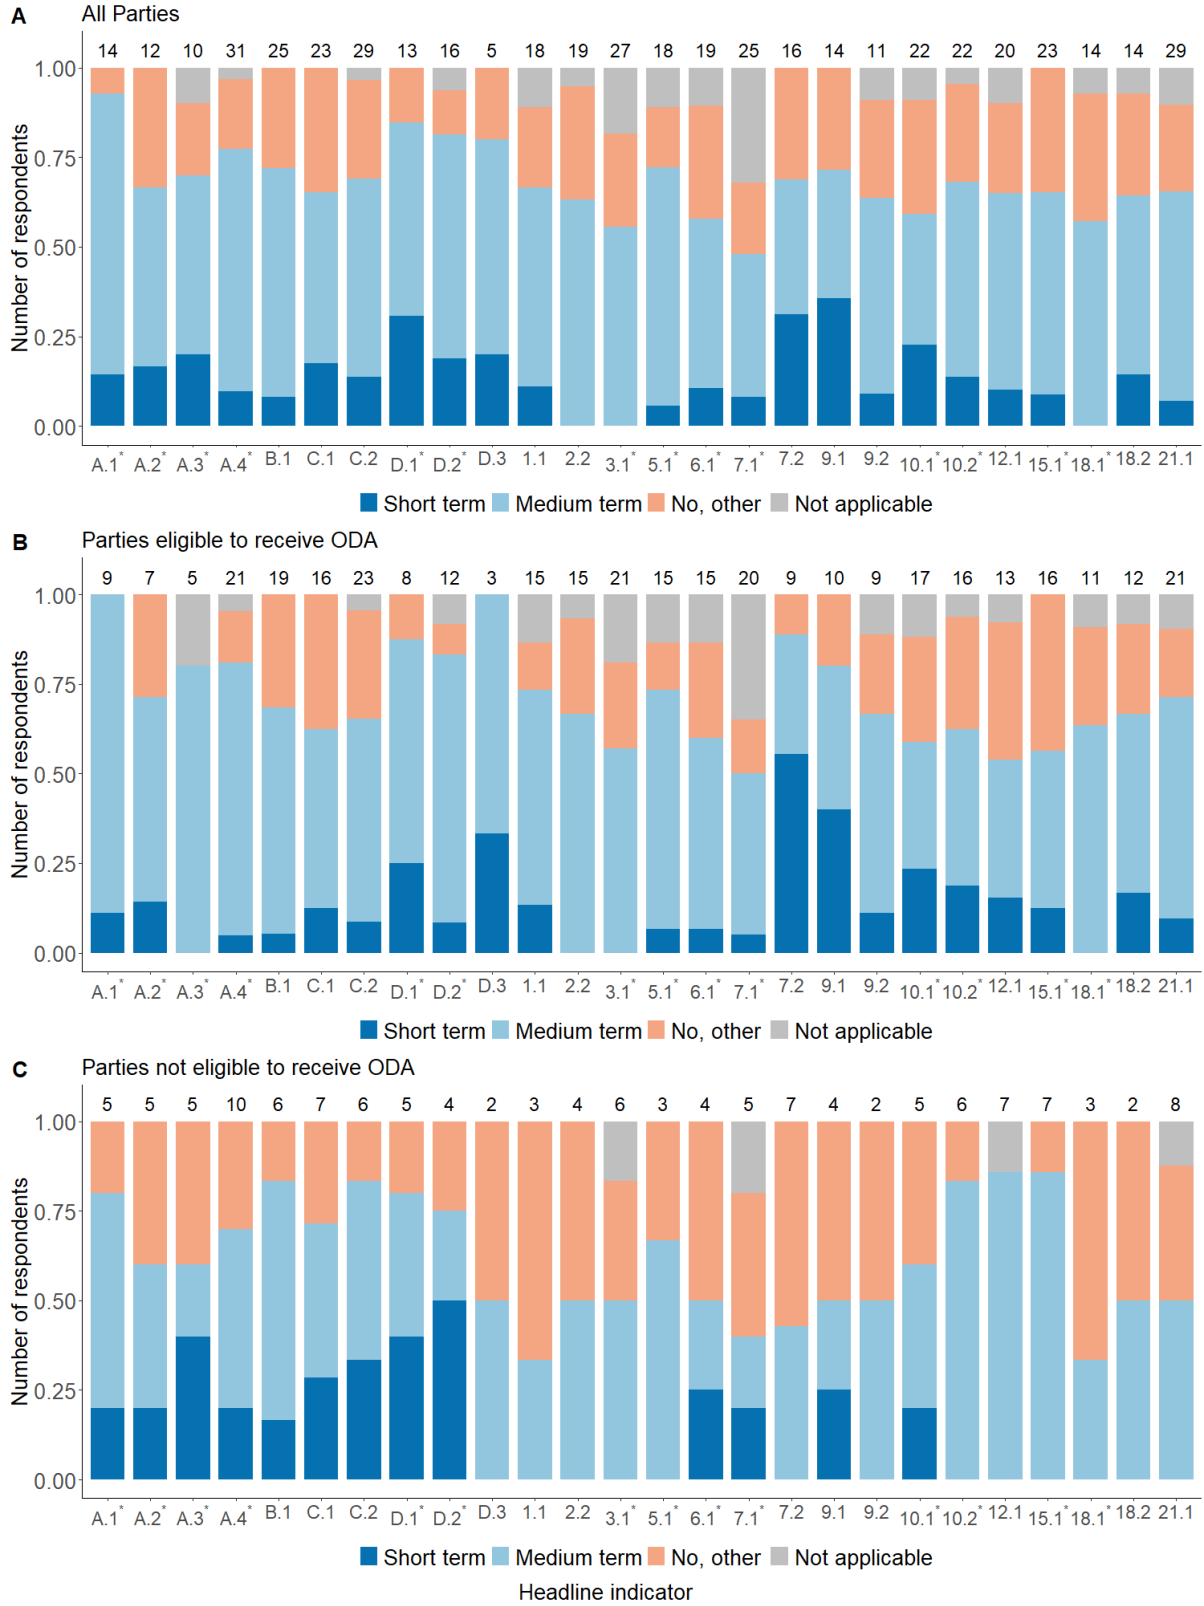 A All Parties
14 12 10 31 25 23 29 13 16 5 18 19 27 18 19 25 16 14 11 22 22 20 23 14 14 29
1.00
0.75
0.50
0.25
0.00
Number of respondents
A.1* A.2* A.3* A.4* B.1 C.1 C.2 D.1* D.2* D.3 1.1 2.2 3.1* 5.1* 6.1* 7.1* 7.2 9.1 9.2 10.1* 10.2* 12.1 15.1* 18.1* 18.2 21.1
Short term Medium term No, other Not applicable
B Parties eligible to receive ODA
9 7 5 21 19 16 23 8 12 3 15 15 21 15 15 20 9 10 9 17 16 13 16 11 12 21
1.00
0.75
0.50
0.25
0.00
Number of respondents
A.1* A.2* A.3* A.4* B.1 C.1 C.2 D.1* D.2* D.3 1.1 2.2 3.1* 5.1* 6.1* 7.1* 7.2 9.1 9.2 10.1* 10.2* 12.1 15.1* 18.1* 18.2 21.1
Short term Medium term No, other Not applicable
C Parties not eligible to receive ODA
5 5 5 10 6 7 6 5 4 2 3 4 6 3 4 5 7 4 2 5 6 7 7 3 2 8
1.00
0.75
0.50
0.25
0.00
Number of respondents
A.1* A.2* A.3* A.4* B.1 C.1 C.2 D.1* D.2* D.3 1.1 2.2 3.1* 5.1* 6.1* 7.1* 7.2 9.1 9.2 10.1* 10.2* 12.1 15.1* 18.1* 18.2 21.1
Short term Medium term No, other Not applicable
Headline indicator